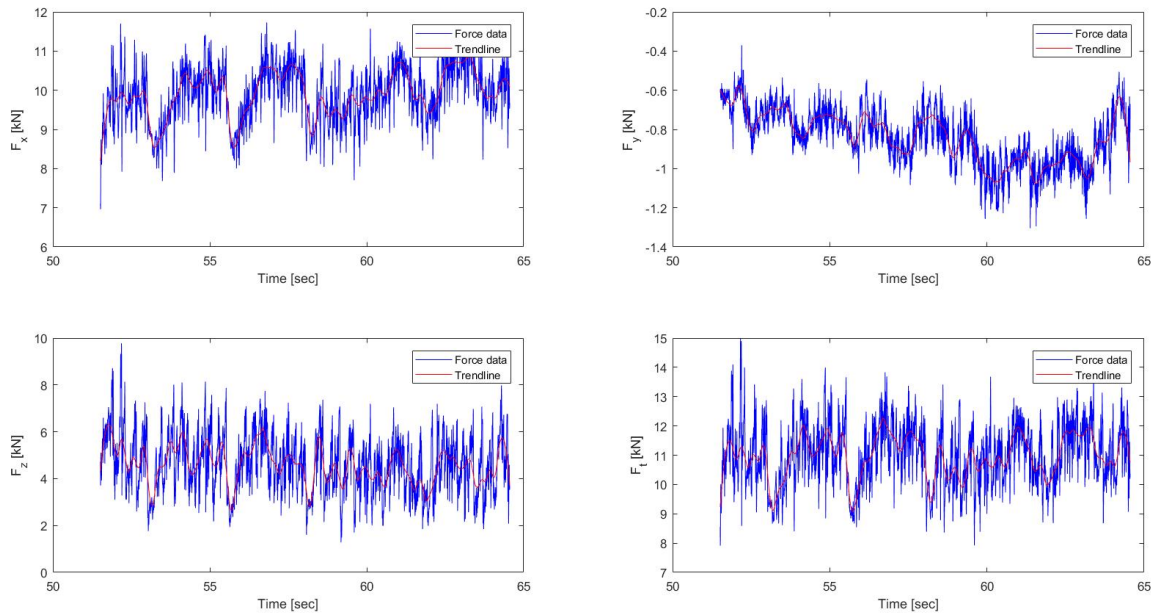 12
11
10
9
8
7
6
F_x [kN]
50 55 60 65
Time [sec]
Force data
Trendline
-0.2
-0.4
-0.6
-0.8
-1
-1.2
-1.4
F_y [kN]
50 55 60 65
Time [sec]
Force data
Trendline
10
8
6
4
2
0
F_z [kN]
50 55 60 65
Time [sec]
Force data
Trendline
15
14
13
12
11
10
9
8
7
F_t [kN]
50 55 60 65
Time [sec]
Force data
Trendline